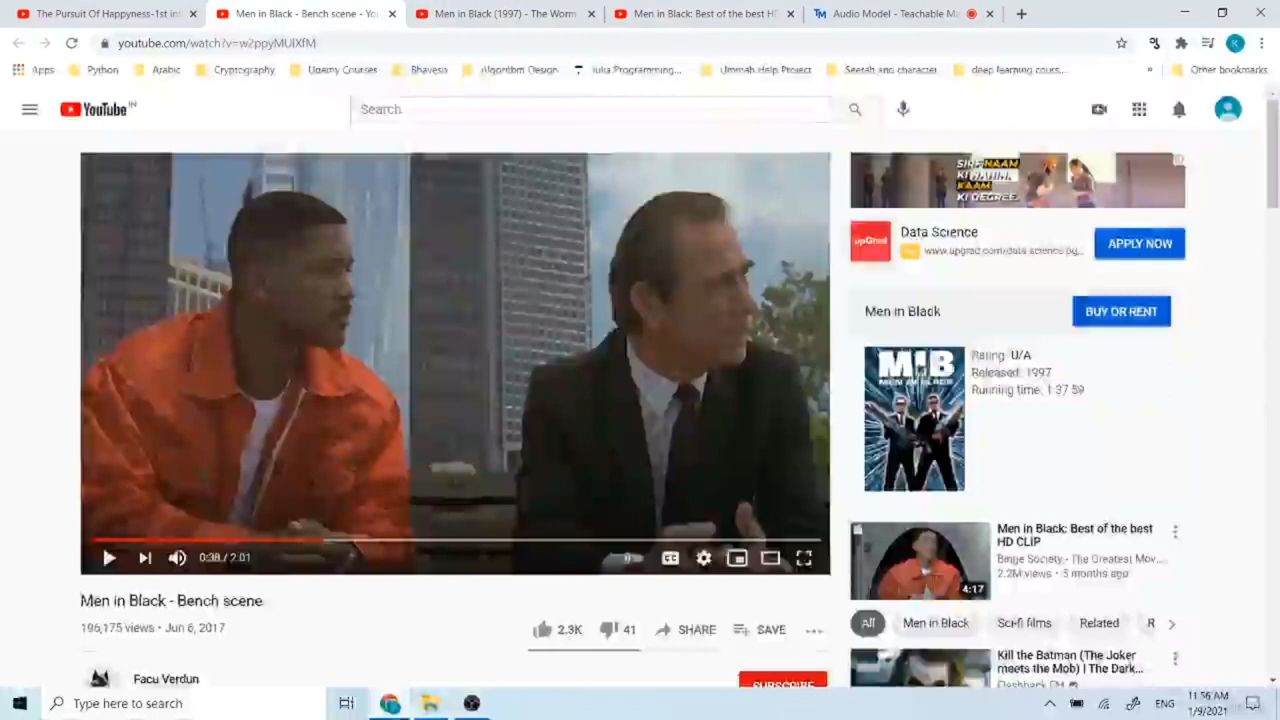 The Pursuit Of Happyness-1st in
Men in Black - Bench scene - Yo
Men in Black (1997) - The Worm
Men in Black: Best of the best H
Audio Model - Teachable M
youtube.com/watch?v=w2ppyMUlXfM
K
Apps
Python
Arabic
Cryptography
Udemy Courses
Bhavesh
Algorithm Design
Julia Programming...
Ummah Help Project
Seerah and character
deep learning cours...
»
Other bookmarks
YouTube IN
Search
SIRF NAAM
KI NAHIN,
KAAM
KI DEGREE.
upGrad
Data Science
www.upgrad.com/data science/pg...
APPLY NOW
Men in Black
BUY OR RENT
MIB
MEN IN BLACK
Rating: U/A
Released: 1997
Running time: 1:37:59
0:38 / 2:01
CC
Men in Black: Best of the best
HD CLIP
Binge Society - The Greatest Mov...
2.2M views • 5 months ago
4:17
Men in Black - Bench scene
196,175 views • Jun 6, 2017
2.3K
41
SHARE
SAVE
All
Men in Black
Sci-fi films
Related
R
Kill the Batman (The Joker
meets the Mob) | The Dark...
Flashback FM
Facu Verdun
SUBSCRIBE
Type here to search
ENG
11:56 AM
1/9/2021